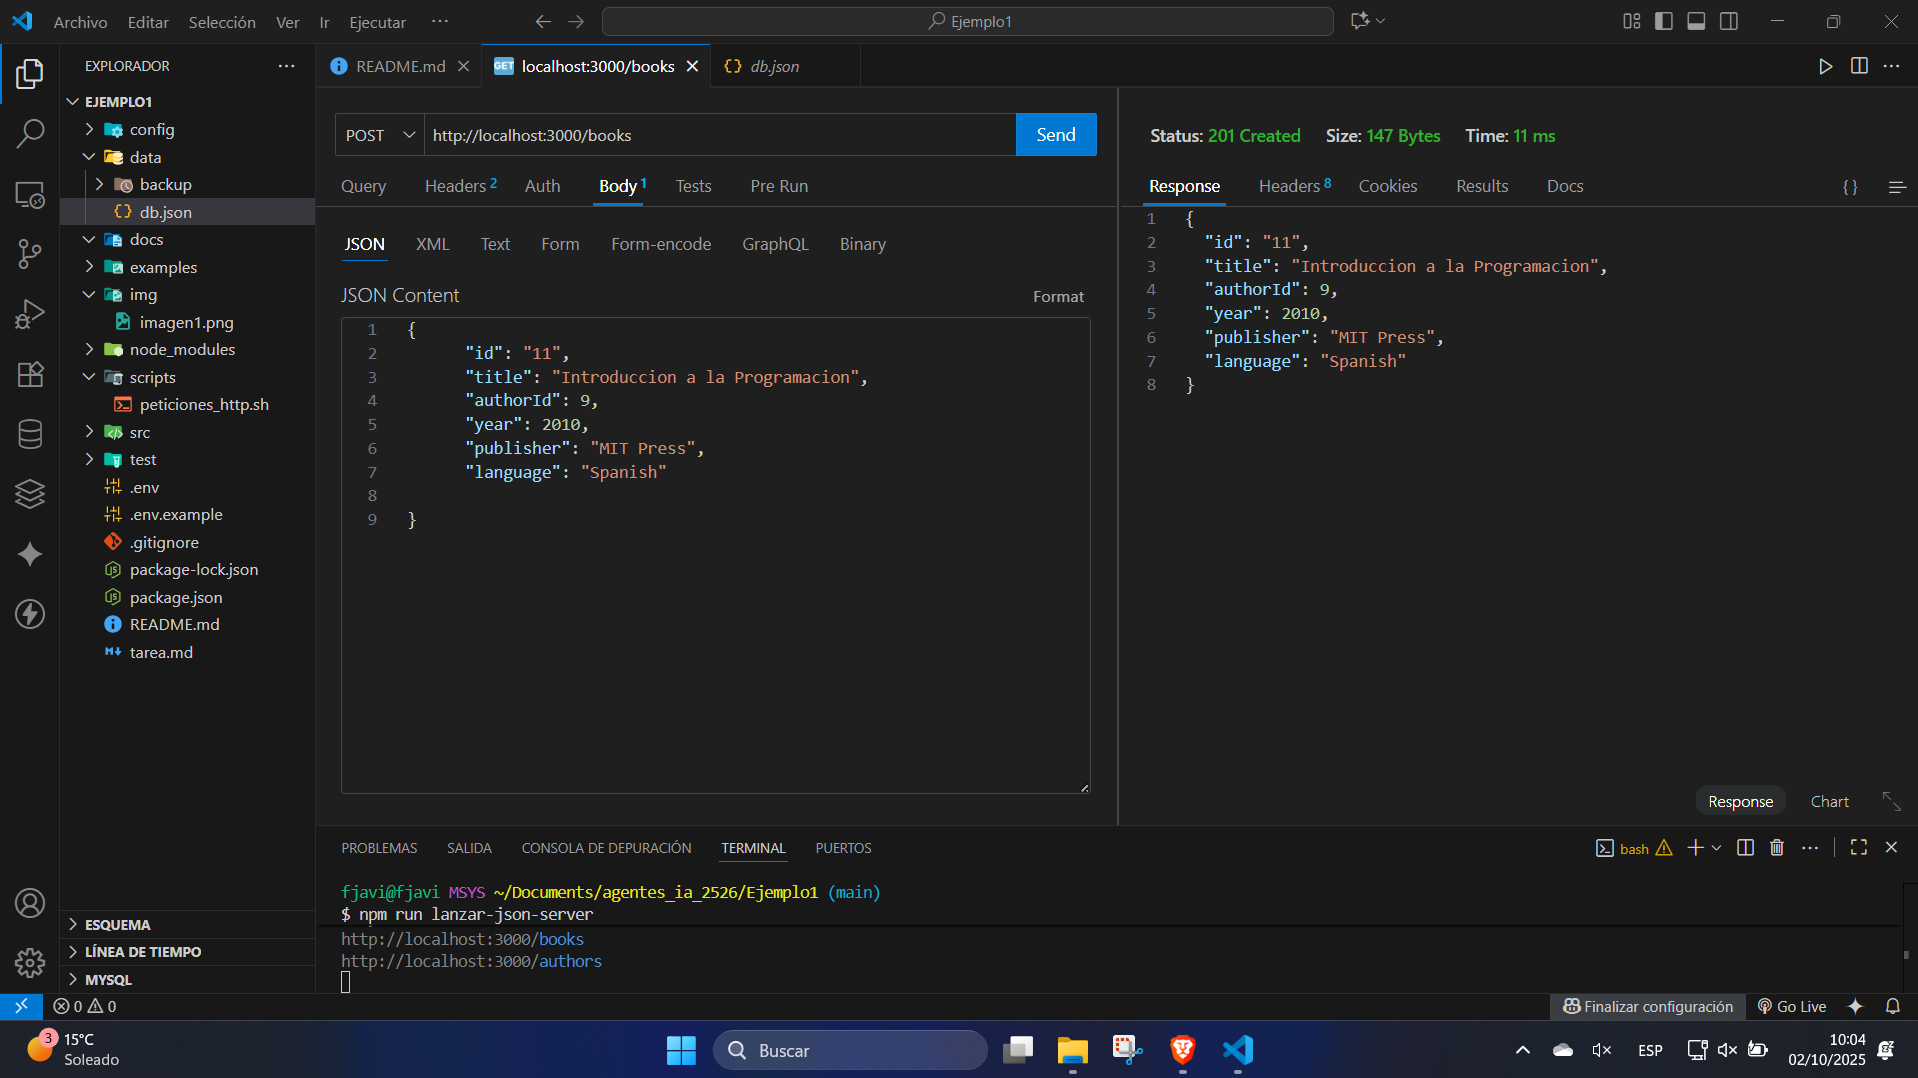 Archivo Editar Selección Ver Ir Ejecutar ··· Ejemplo1
EXPLORADOR ···
EJEMPLO1
config
data
backup
db.json
docs
examples
img
imagen1.png
node_modules
scripts
peticiones_http.sh
src
test
.env
.env.example
.gitignore
package-lock.json
package.json
README.md
tarea.md
ESQUEMA
LÍNEA DE TIEMPO
MYSQL
README.md GET localhost:3000/books db.json
POST http://localhost:3000/books Send
Query Headers 2 Auth Body 1 Tests Pre Run
JSON XML Text Form Form-encode GraphQL Binary
JSON Content Format
1 {
2 "id": "11",
3 "title": "Introduccion a la Programacion",
4 "authorId": 9,
5 "year": 2010,
6 "publisher": "MIT Press",
7 "language": "Spanish"
8
9 }
Status: 201 Created Size: 147 Bytes Time: 11 ms
Response Headers 8 Cookies Results Docs {}
1 {
2 "id": "11",
3 "title": "Introduccion a la Programacion",
4 "authorId": 9,
5 "year": 2010,
6 "publisher": "MIT Press",
7 "language": "Spanish"
8 }
Response Chart
PROBLEMAS SALIDA CONSOLA DE DEPURACIÓN TERMINAL PUERTOS bash
fjavi@fjavi MSYS ~/Documents/agentes_ia_2526/Ejemplo1 (main)
$ npm run lanzar-json-server
http://localhost:3000/books
http://localhost:3000/authors
0 0 Finalizar configuración Go Live
3 15°C
Soleado
Buscar
ESP
10:04
02/10/2025